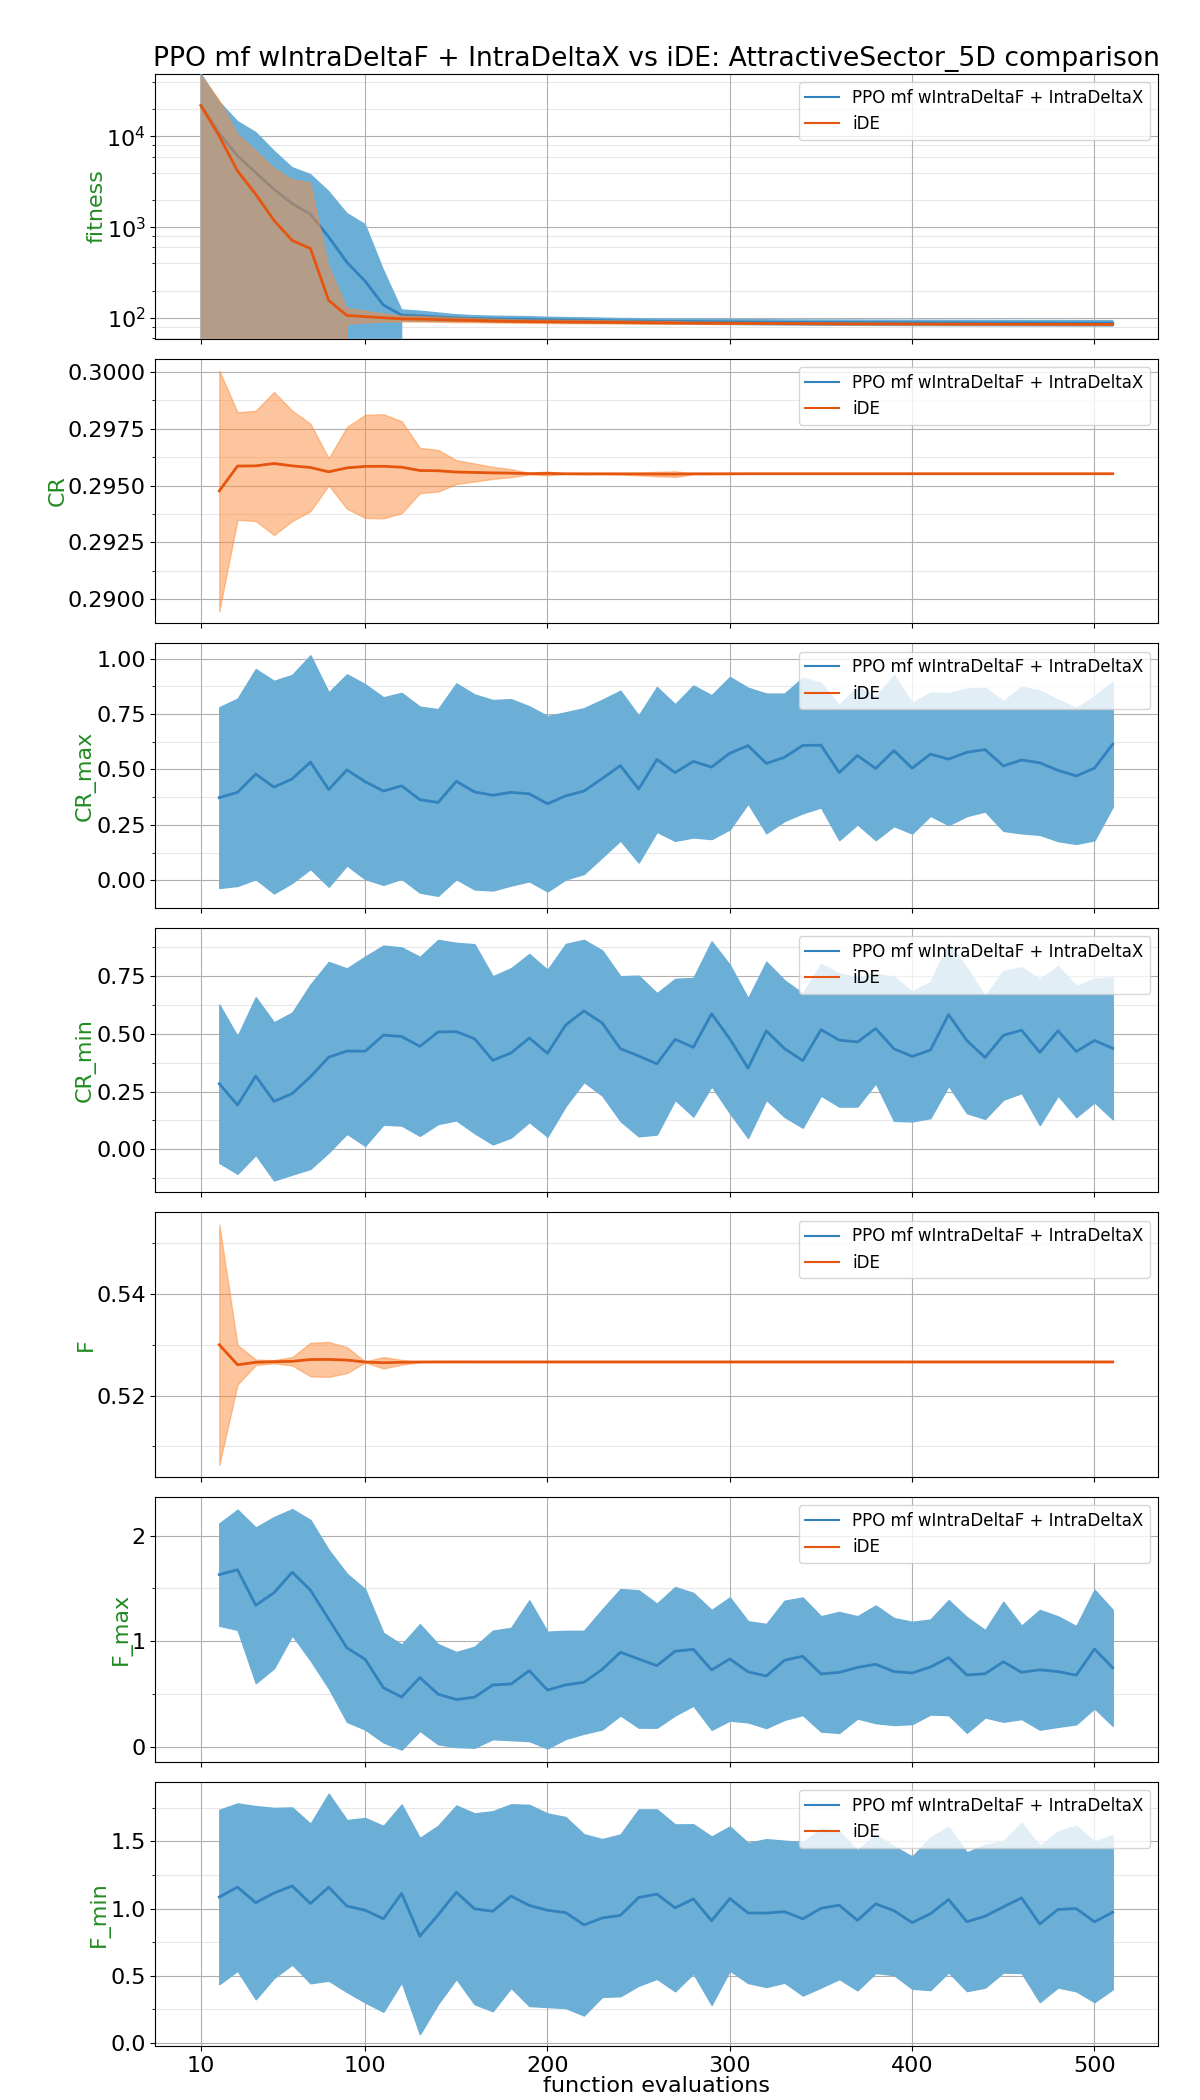 PPO mf wIntraDeltaF + IntraDeltaX vs iDE: AttractiveSector_5D comparison
PPO mf wIntraDeltaF + IntraDeltaX
iDE
10^4
10^3
10^2
fitness
PPO mf wIntraDeltaF + IntraDeltaX
iDE
0.3000
0.2975
0.2950
0.2925
0.2900
CR
PPO mf wIntraDeltaF + IntraDeltaX
iDE
1.00
0.75
0.50
0.25
0.00
CR_max
PPO mf wIntraDeltaF + IntraDeltaX
iDE
0.75
0.50
0.25
0.00
CR_min
PPO mf wIntraDeltaF + IntraDeltaX
iDE
0.54
0.52
F
PPO mf wIntraDeltaF + IntraDeltaX
iDE
2
1
0
F_max
PPO mf wIntraDeltaF + IntraDeltaX
iDE
1.5
1.0
0.5
0.0
F_min
10 100 200 300 400 500
function evaluations